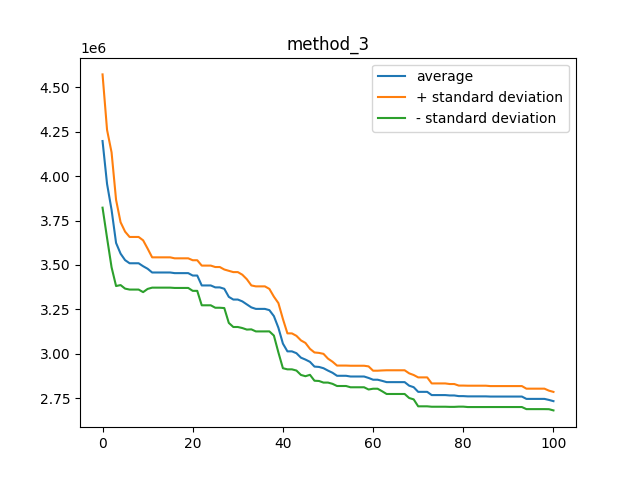 method_3
1e6
average
+ standard deviation
- standard deviation
4.50
4.25
4.00
3.75
3.50
3.25
3.00
2.75
0 20 40 60 80 100